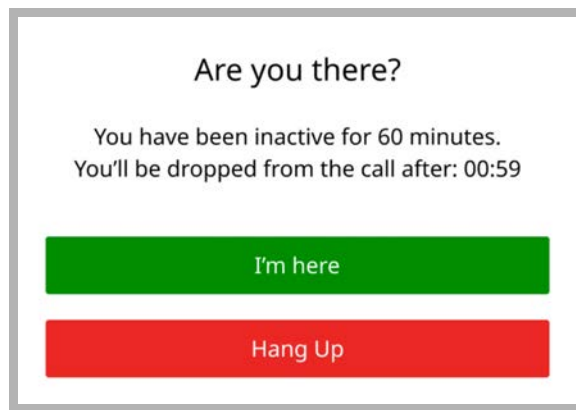 Are you there?
You have been inactive for 60 minutes.
You’ll be dropped from the call after: 00:59
I’m here
Hang Up